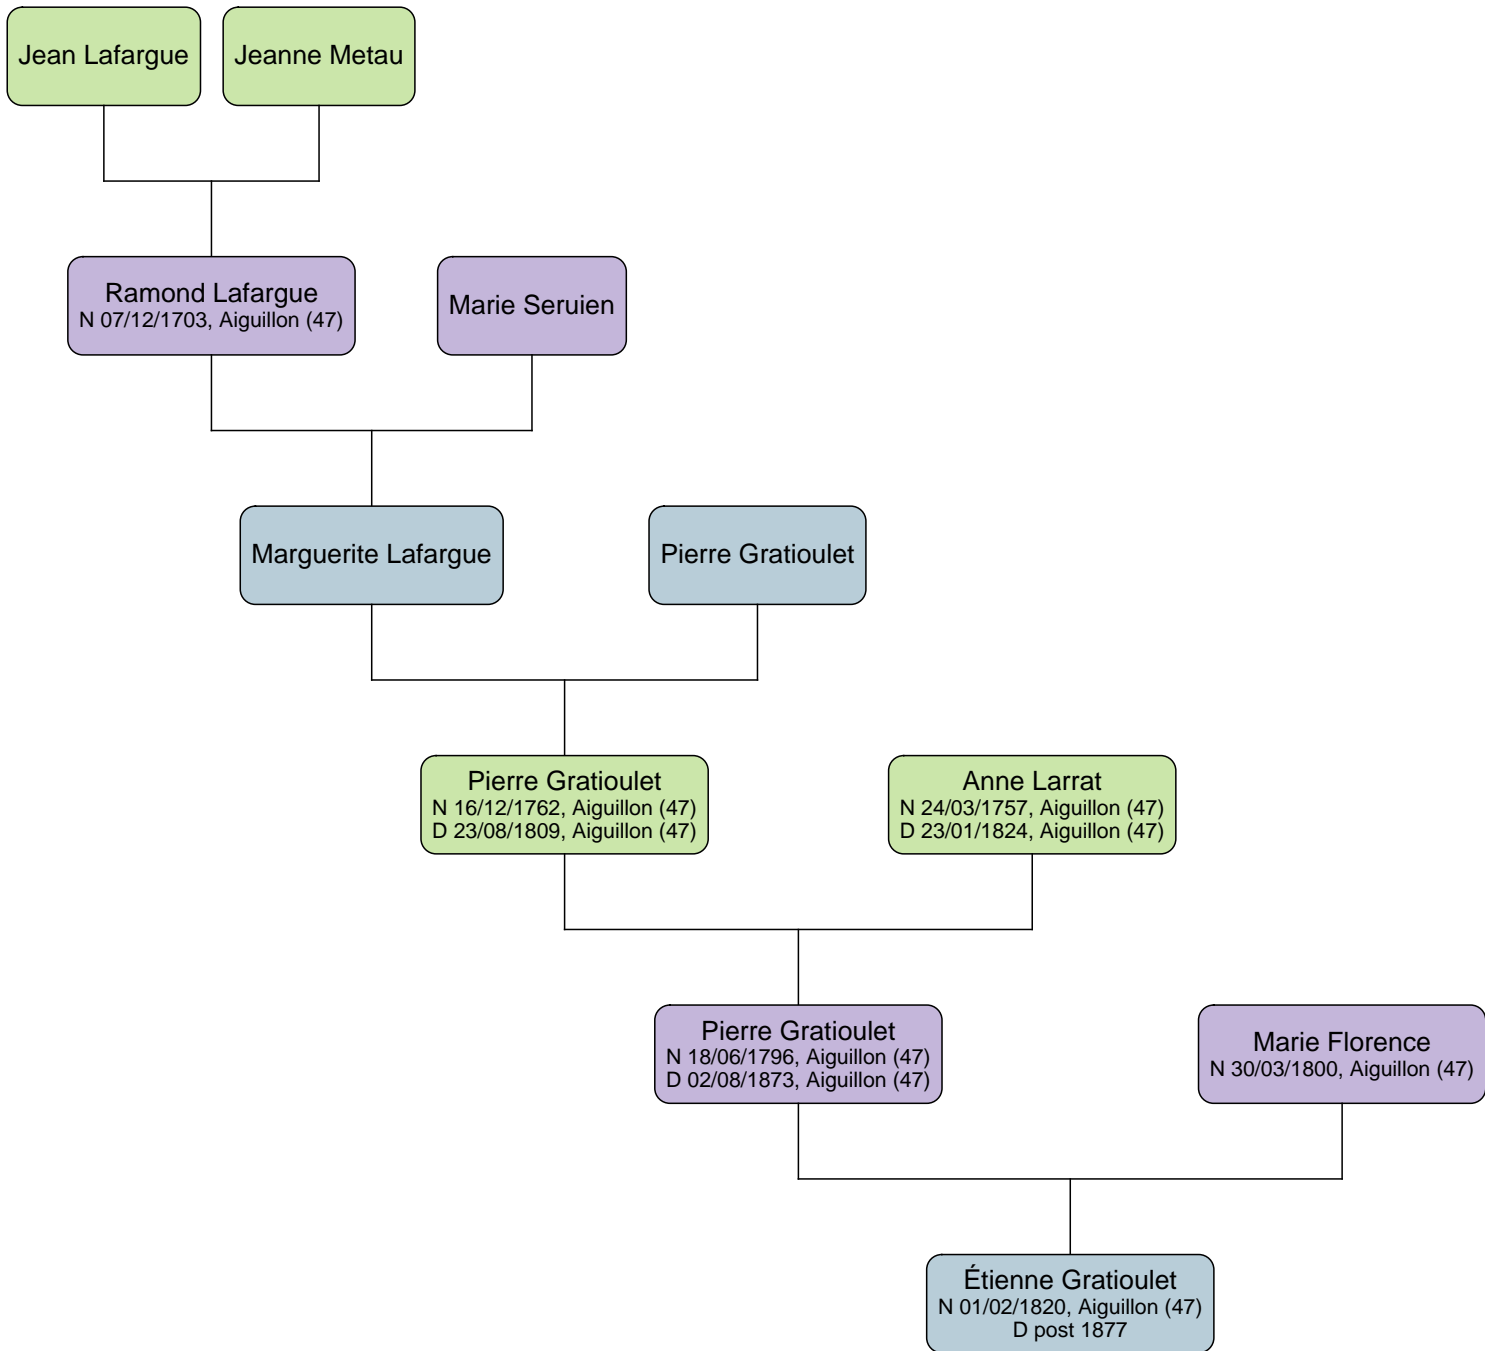 Jean Lafargue
Jeanne Metau
Ramond Lafargue
N 07/12/1703, Aiguillon (47)
Marie Seruien
Marguerite Lafargue
Pierre Gratioulet
Pierre Gratioulet
N 16/12/1762, Aiguillon (47)
D 23/08/1809, Aiguillon (47)
Anne Larrat
N 24/03/1757, Aiguillon (47)
D 23/01/1824, Aiguillon (47)
Pierre Gratioulet
N 18/06/1796, Aiguillon (47)
D 02/08/1873, Aiguillon (47)
Marie Florence
N 30/03/1800, Aiguillon (47)
Étienne Gratioulet
N 01/02/1820, Aiguillon (47)
D post 1877